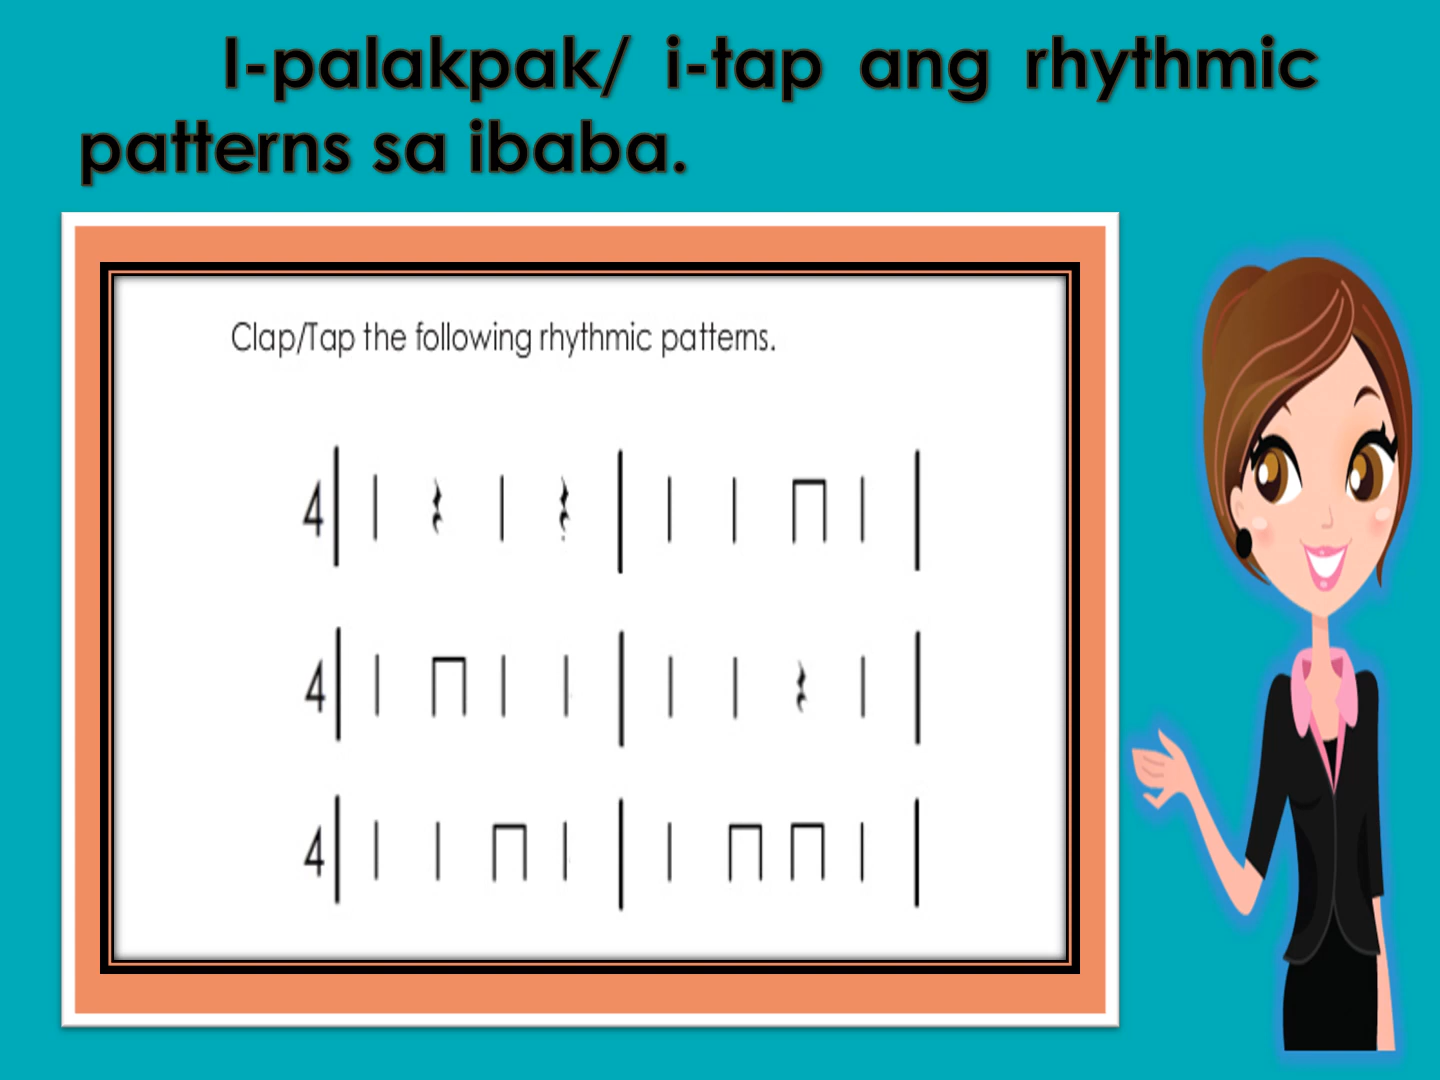 I-palakpak/ i-tap ang rhythmic
patterns sa ibaba.
Clap/Tap the following rhythmic patterns.
4
4
4